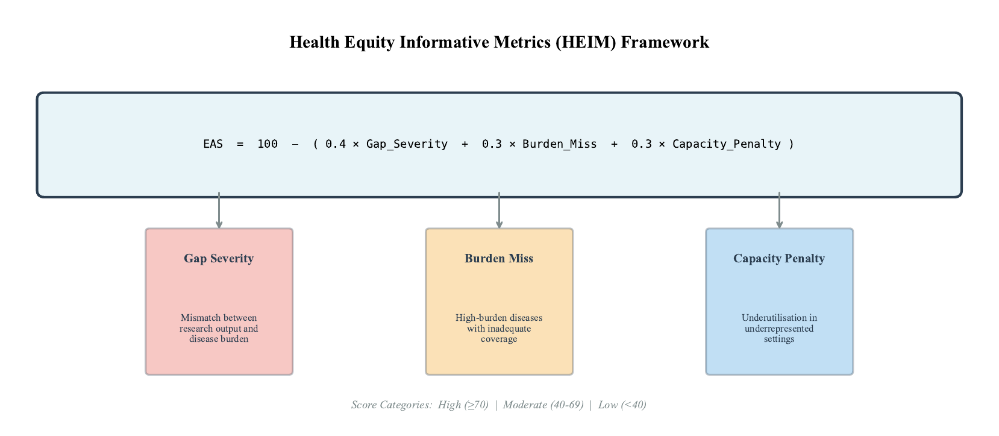 Health Equity Informative Metrics (HEIM) Framework
EAS = 100 – ( 0.4 × Gap_Severity + 0.3 × Burden_Miss + 0.3 × Capacity_Penalty )
Gap Severity
Mismatch between
research output and
disease burden
Burden Miss
High-burden diseases
with inadequate
coverage
Capacity Penalty
Underutilisation in
underrepresented
settings
Score Categories: High (≥70) | Moderate (40-69) | Low (<40)